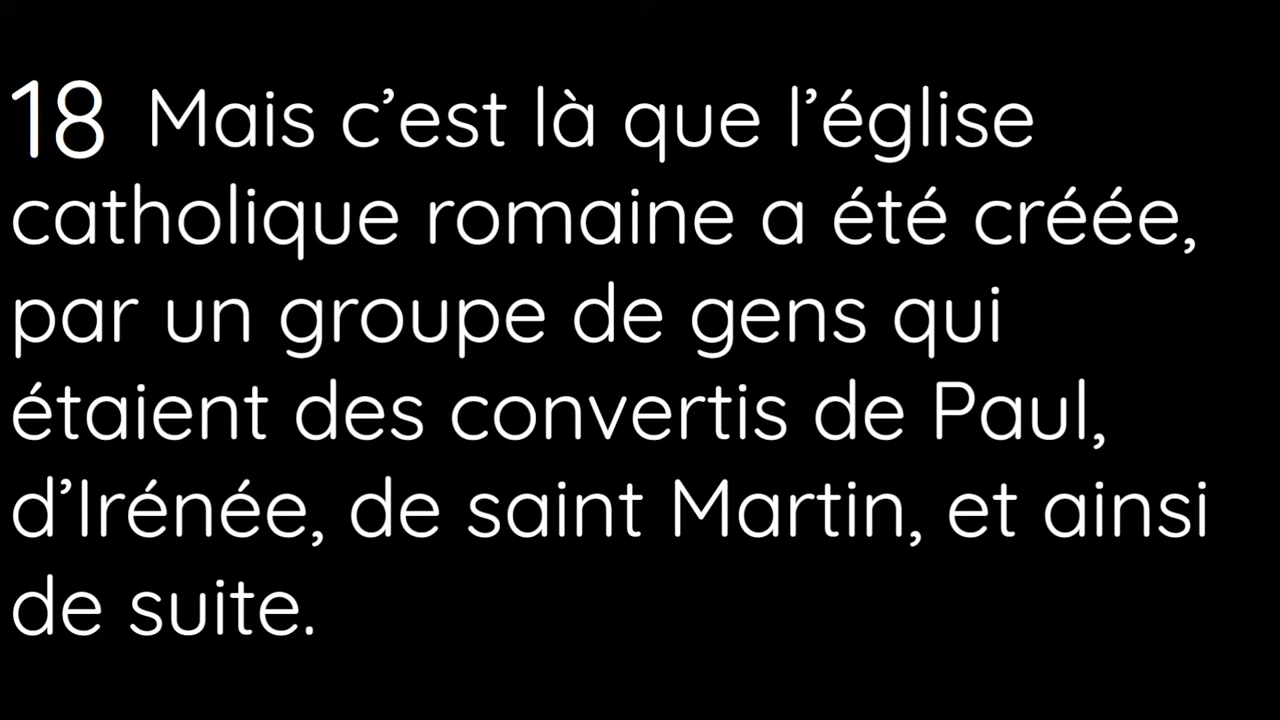 18 Mais c’est là que l’église
catholique romaine a été créée,
par un groupe de gens qui
étaient des convertis de Paul,
d’Irénée, de saint Martin, et ainsi
de suite.